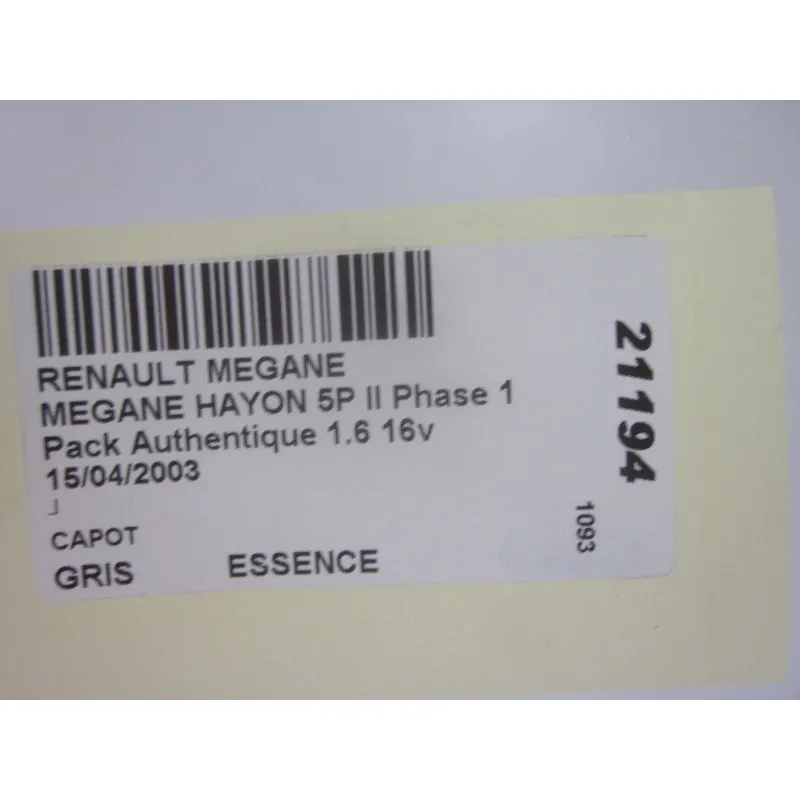 RENAULT MEGANE
MEGANE HAYON 5P II Phase 1
Pack Authentique 1.6 16v
15/04/2003
CAPOT
GRIS ESSENCE
21194
1093